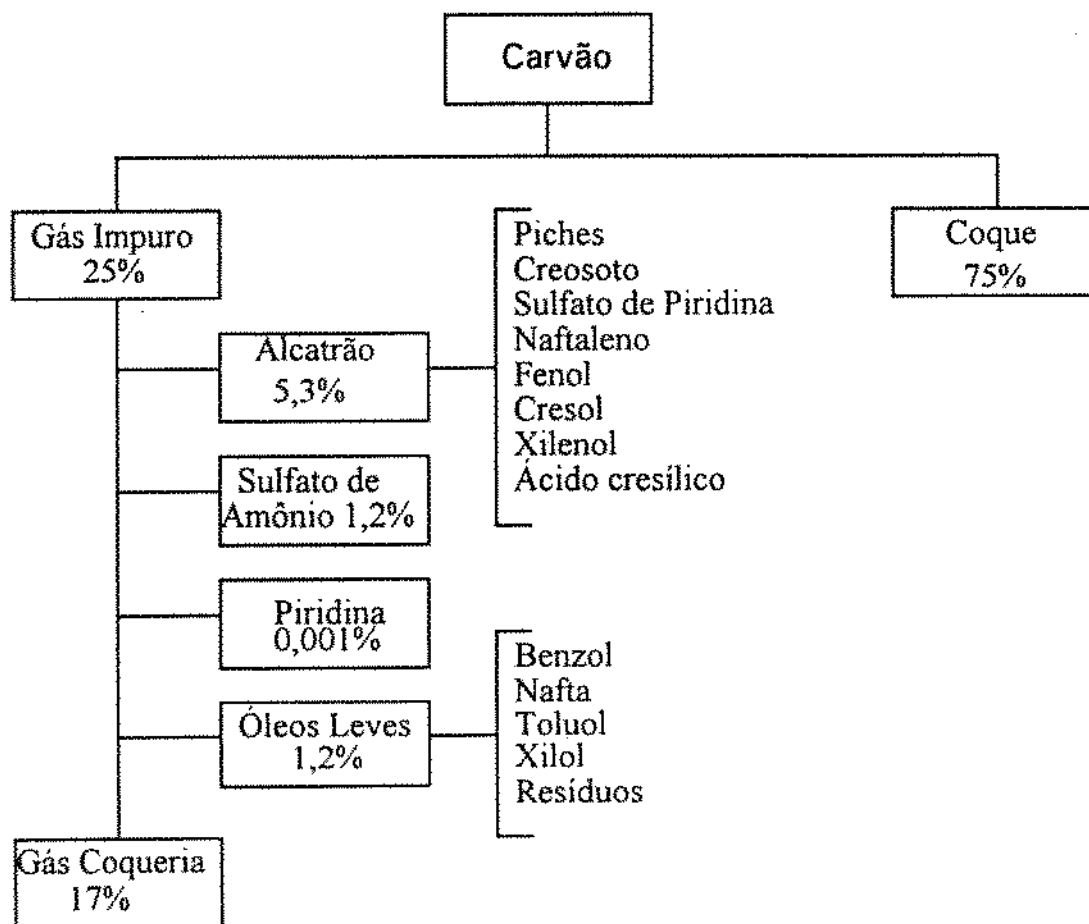 Carvão
Gás Impuro
25%
Coque
75%
Alcatrão
5,3%
Piches
Creosoto
Sulfato de Piridina
Naftaleno
Fenol
Cresol
Xilenol
Ácido cresílico
Sulfato de
Amônio 1,2%
Piridina
0,001%
Óleos Leves
1,2%
Benzol
Nafta
Toluol
Xilol
Resíduos
Gás Coqueria
17%